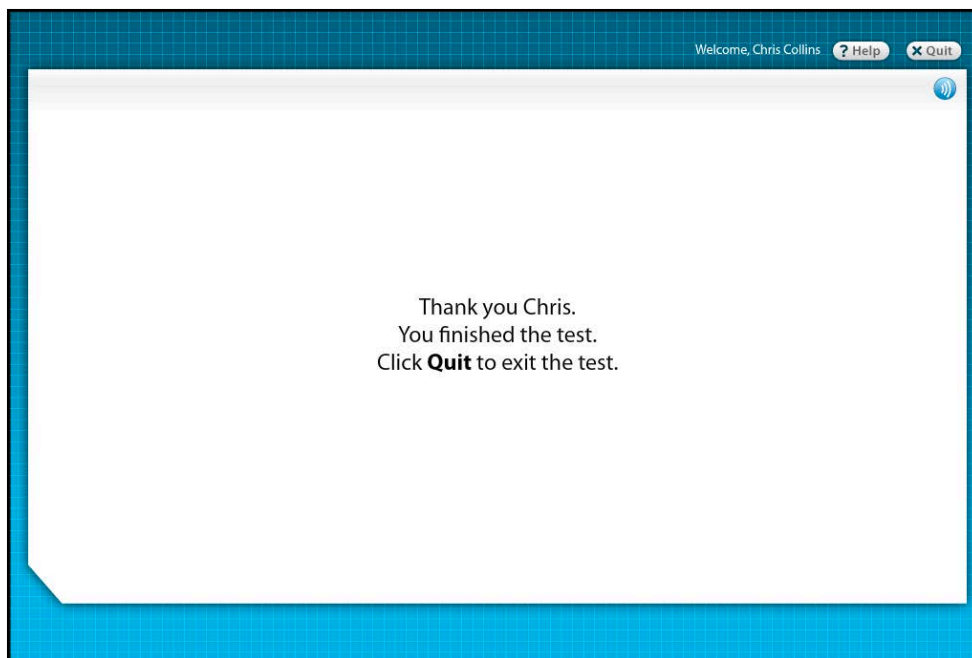 Welcome, Chris Collins ? Help × Quit
Thank you Chris.
You finished the test.
Click Quit to exit the test.